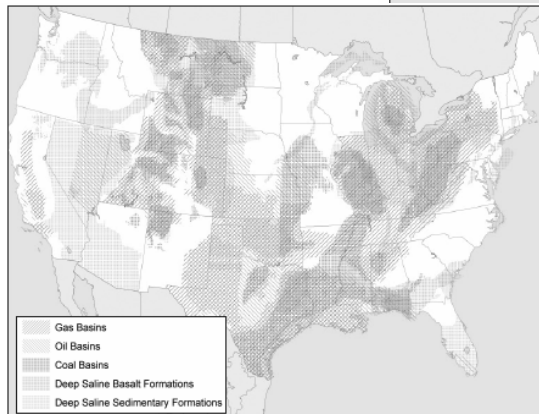 Gas Basins
Oil Basins
Coal Basins
Deep Saline Basalt Formations
Deep Saline Sedimentary Formations